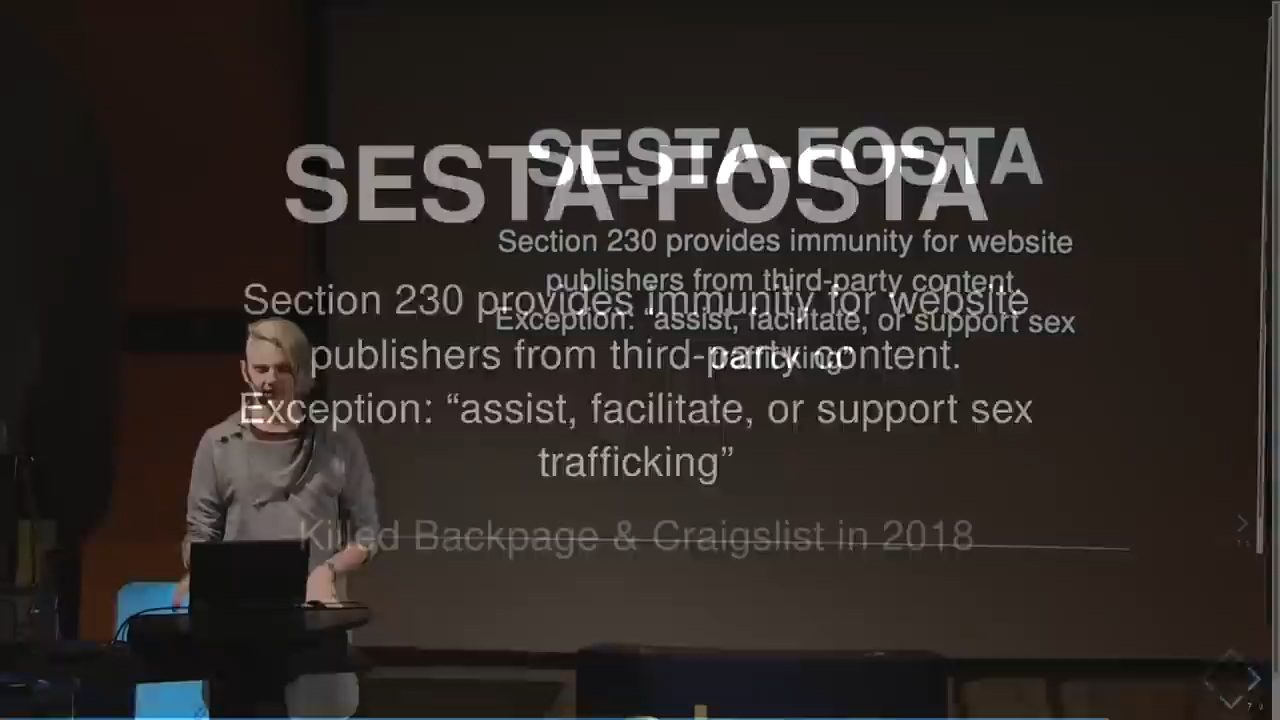 SESTA-FOSTA
Section 230 provides immunity for website
publishers from third-party content.
Exception: “assist, facilitate, or support sex
trafficking”
SESTA-FOSTA
Section 230 provides immunity for website
publishers from third-party content.
Exception: “assist, facilitate, or support sex
trafficking”
Killed Backpage & Craigslist in 2018